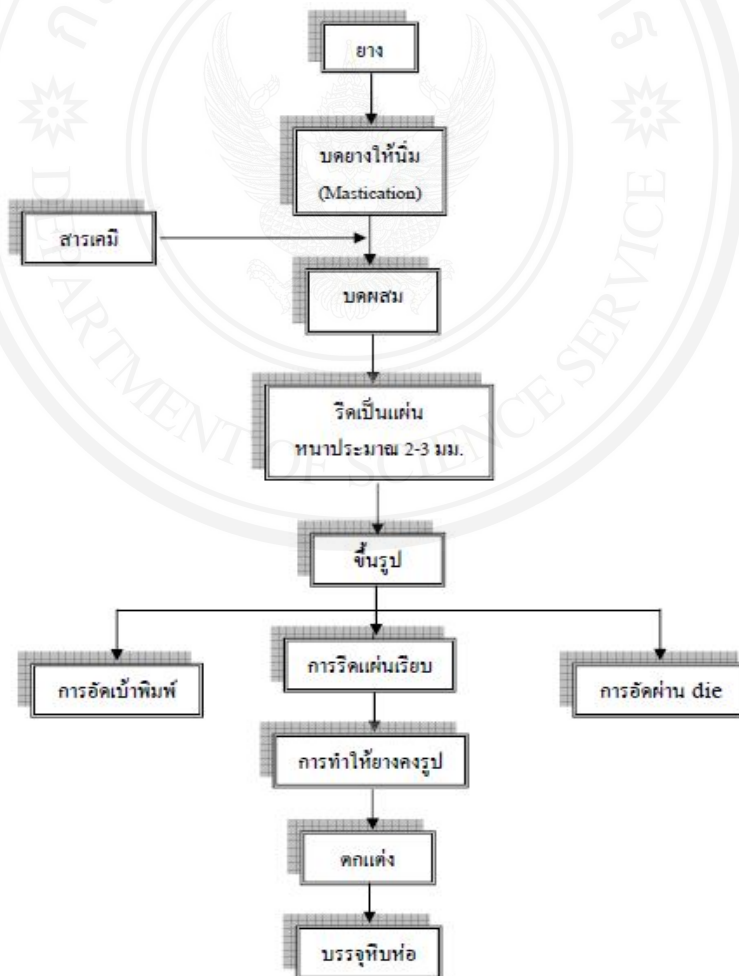 ยาง
บดยางให้นิ่ม
(Mastication)
สารเคมี
บดผสม
รีดเป็นแผ่น
หนาประมาณ 2-3 มม.
ขึ้นรูป
การอัดเบ้าพิมพ์
การรีดแผ่นเรียบ
การอัดผ่าน die
การทำให้ยางคงรูป
ตกแต่ง
บรรจุหีบห่อ
DEPARTMENT OF SCIENCE SERVICE